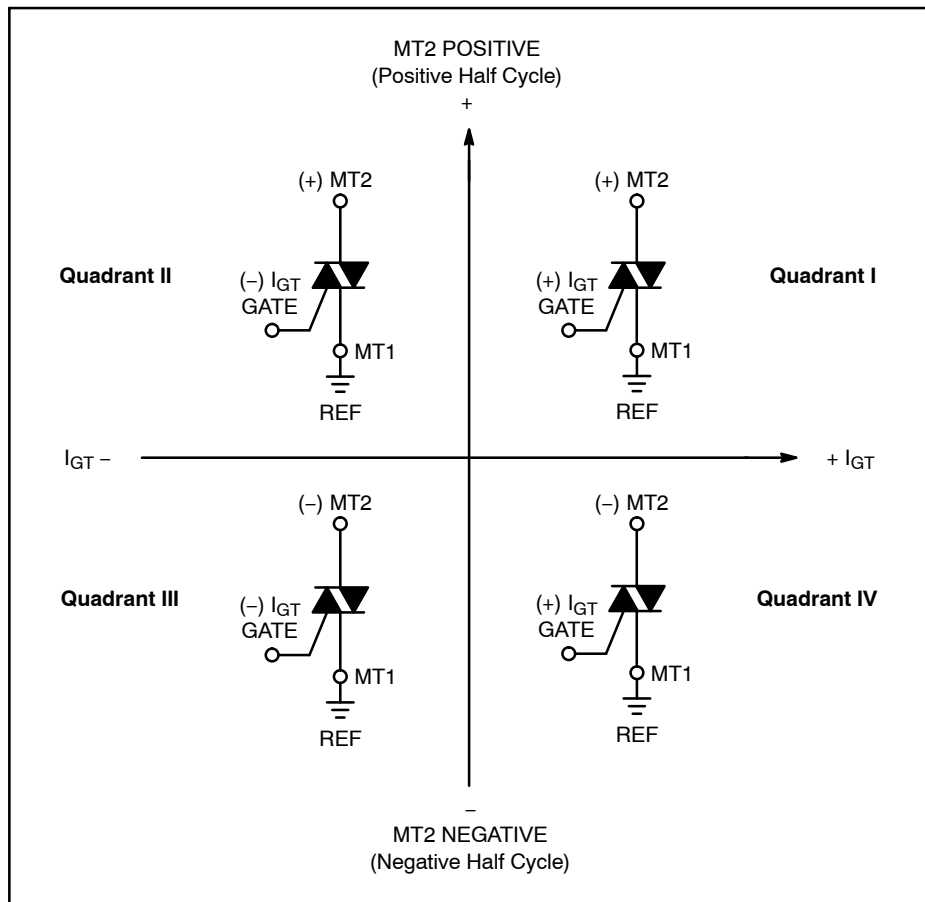 MT2 POSITIVE
(Positive Half Cycle)
+
(+) MT2
Quadrant II
(−) IGT
GATE
MT1
REF
(+) MT2
(+) IGT
GATE
Quadrant I
MT1
REF
IGT −
+ IGT
(−) MT2
Quadrant III
(−) IGT
GATE
MT1
REF
(−) MT2
(+) IGT
GATE
Quadrant IV
MT1
REF
−
MT2 NEGATIVE
(Negative Half Cycle)